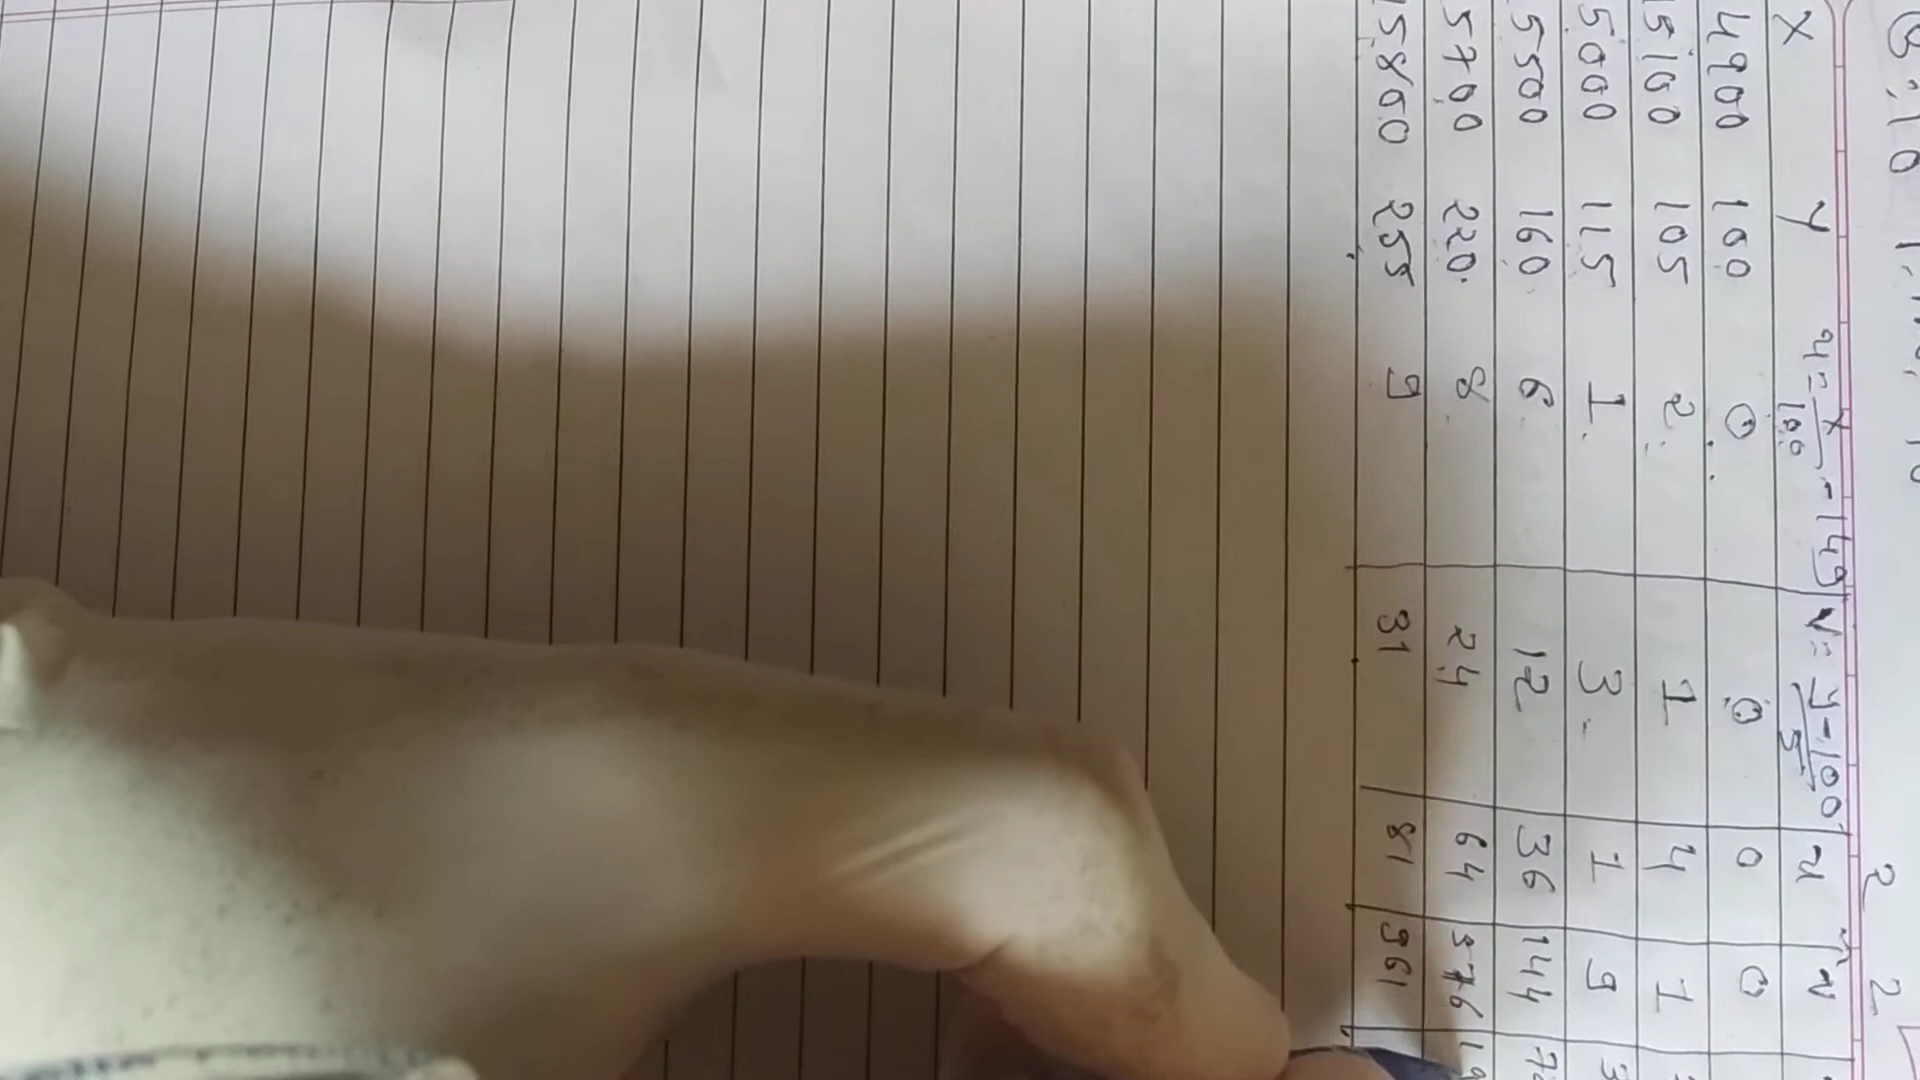 X Y u = X/100 - 149 v = y-100/5 u² v²
4900 100 0 0 0 0
15100 105 2 1 4 1
5000 115 1 3 1 9
5500 160 6 12 36 144
5700 220 8 24 64 576
15800 255 9 31 81 961